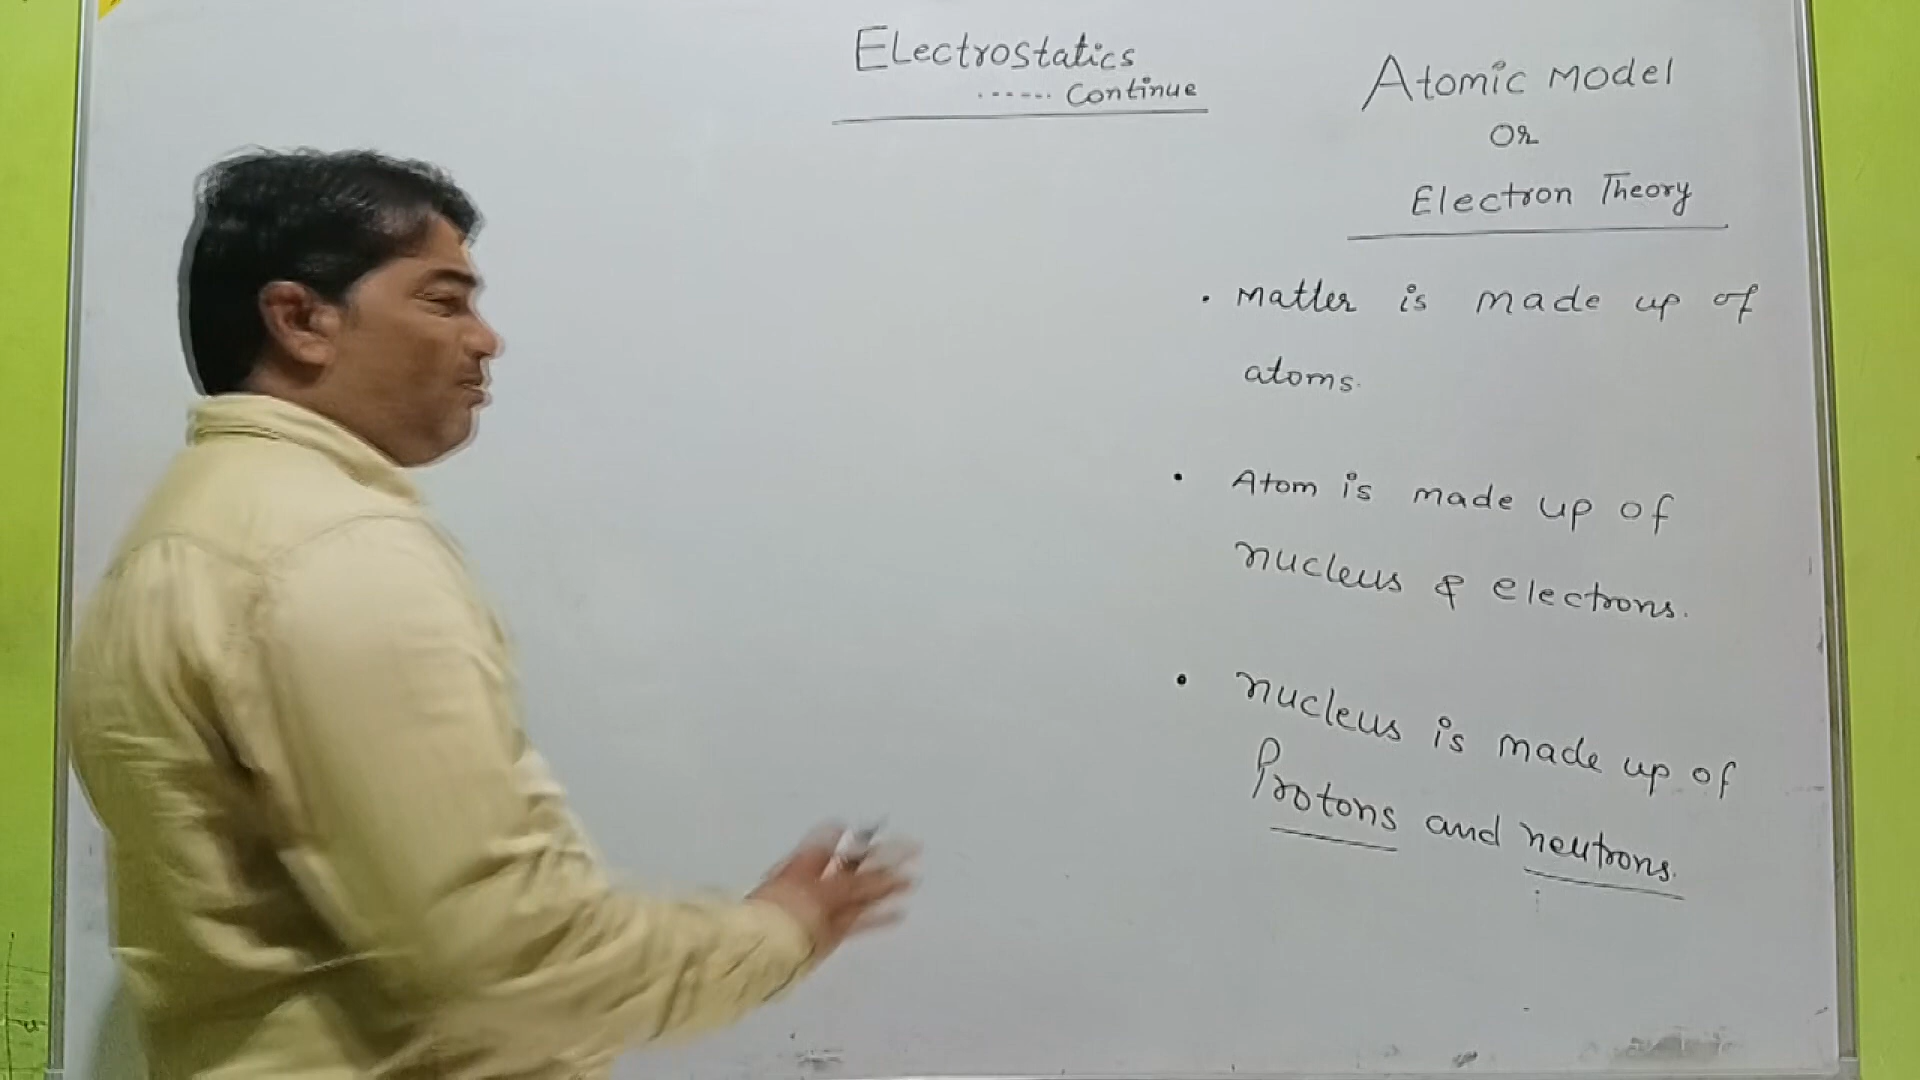 Electrostatics
...... Continue
Atomic Model
or
Electron Theory
• Matter is made up of
atoms.
• Atom is made up of
nucleus & electrons.
• nucleus is made up of
Protons and neutrons.